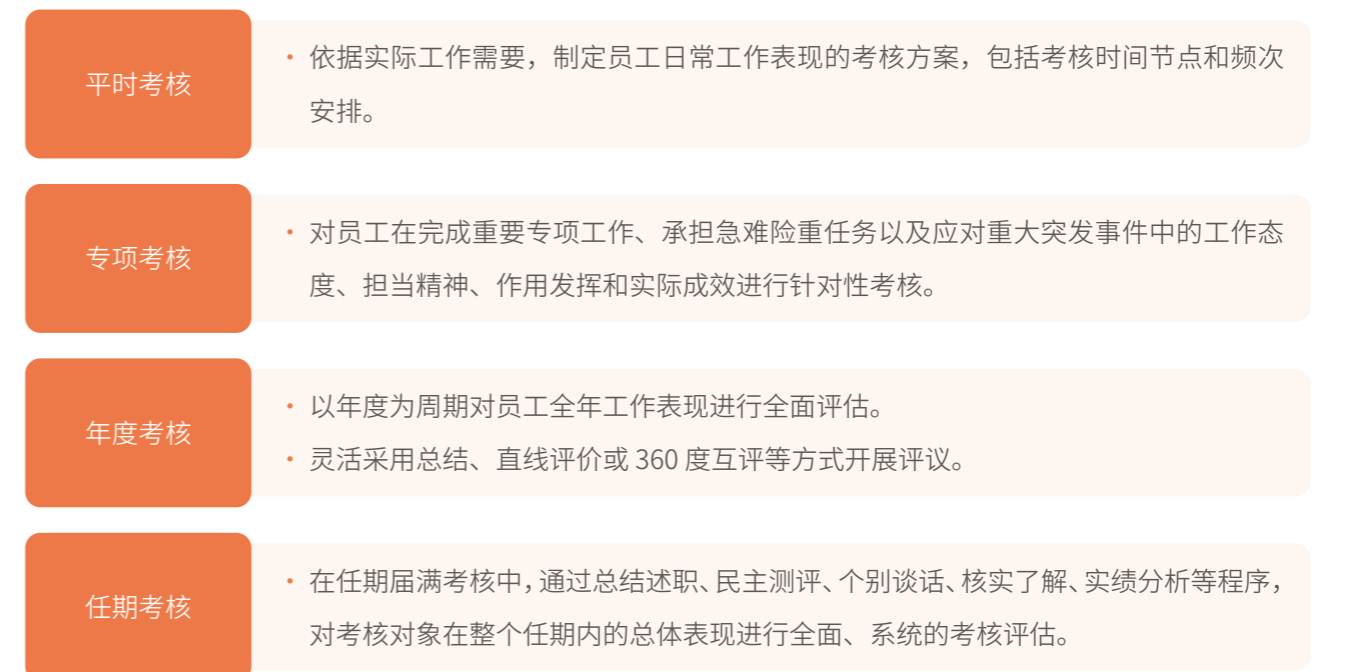 平时考核
· 依据实际工作需要，制定员工日常工作表现的考核方案，包括考核时间节点和频次
安排。
专项考核
· 对员工在完成重要专项工作、承担急难险重任务以及应对重大突发事件中的工作态
度、担当精神、作用发挥和实际成效进行针对性考核。
年度考核
· 以年度为周期对员工全年工作表现进行全面评估。
· 灵活采用总结、直线评价或 360 度互评等方式开展评议。
任期考核
· 在任期届满考核中，通过总结述职、民主测评、个别谈话、核实了解、实绩分析等程序，
对考核对象在整个任期内的总体表现进行全面、系统的考核评估。